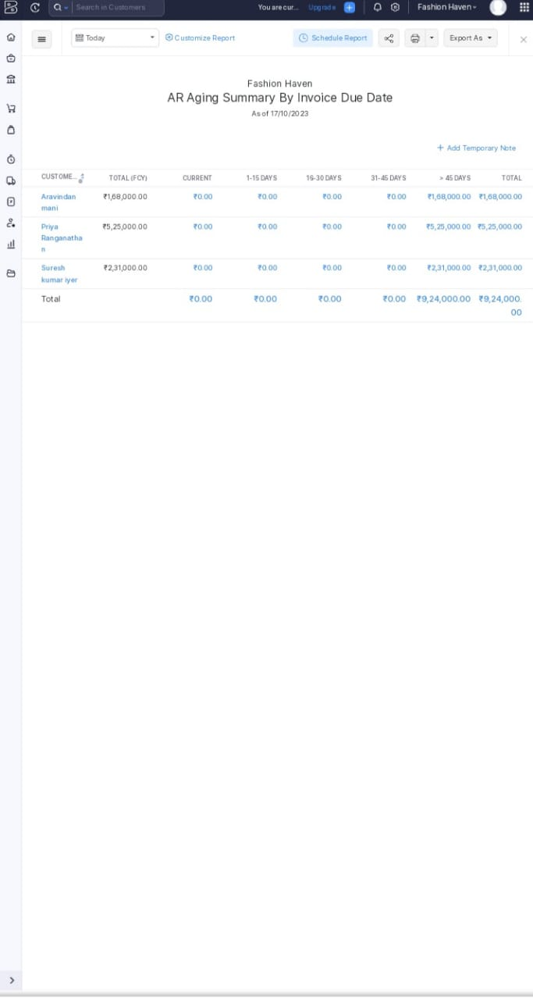 Search in Customers
You are cur...
Upgrade
Fashion Haven
Today
Customize Report
Schedule Report
Export As
Fashion Haven
AR Aging Summary By Invoice Due Date
As of 17/10/2023
Add Temporary Note
CUSTOME... TOTAL (FCY) CURRENT 1-15 DAYS 16-30 DAYS 31-45 DAYS > 45 DAYS TOTAL
Aravindan ₹1,68,000.00 ₹0.00 ₹0.00 ₹0.00 ₹0.00 ₹1,68,000.00 ₹1,68,000.00
mani
Priya ₹5,25,000.00 ₹0.00 ₹0.00 ₹0.00 ₹0.00 ₹5,25,000.00 ₹5,25,000.00
Ranganatha
n
Suresh ₹2,31,000.00 ₹0.00 ₹0.00 ₹0.00 ₹0.00 ₹2,31,000.00 ₹2,31,000.00
kumar iyer
Total ₹0.00 ₹0.00 ₹0.00 ₹0.00 ₹9,24,000.00 ₹9,24,000.
00